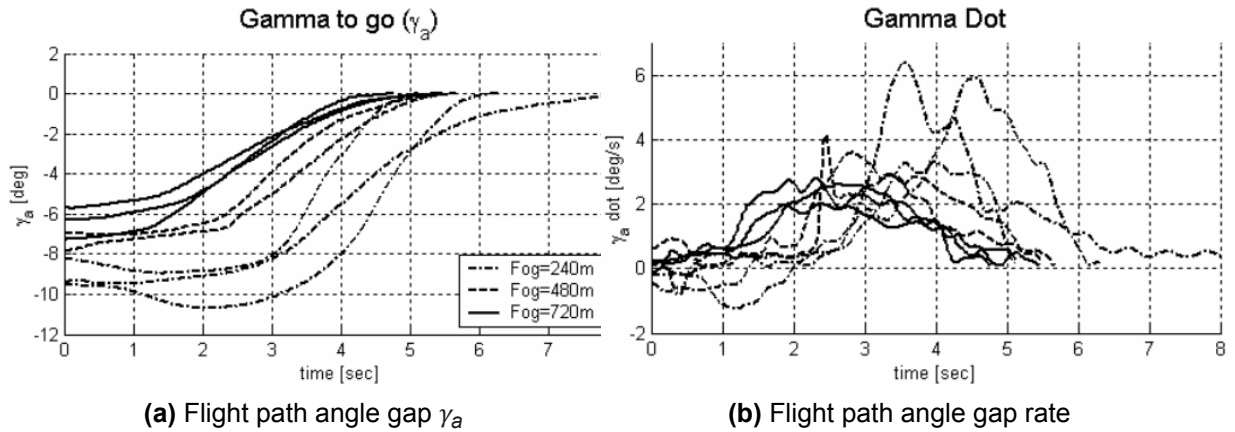 Gamma to go (γa)
0
-2
-4
-6
-8
-10
-12
γa [deg]
0 1 2 3 4 5 6 7
time [sec]
Fog=240m
Fog=480m
Fog=720m
(a) Flight path angle gap γa
Gamma Dot
6
4
2
0
-2
γa dot [deg/s]
0 1 2 3 4 5 6 7 8
time [sec]
(b) Flight path angle gap rate